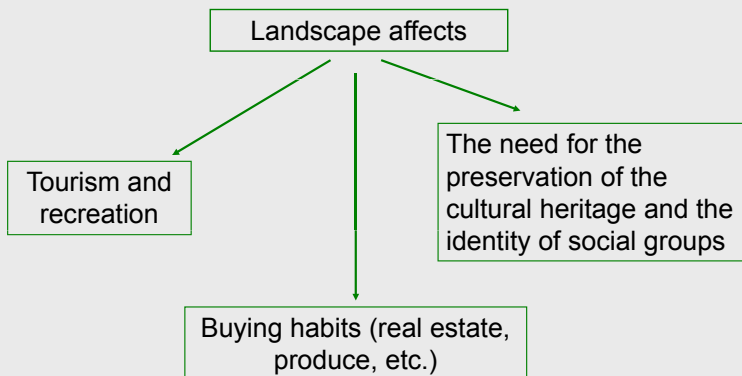 Landscape affects
Tourism and
recreation
The need for the
preservation of the
cultural heritage and the
identity of social groups
Buying habits (real estate,
produce, etc.)